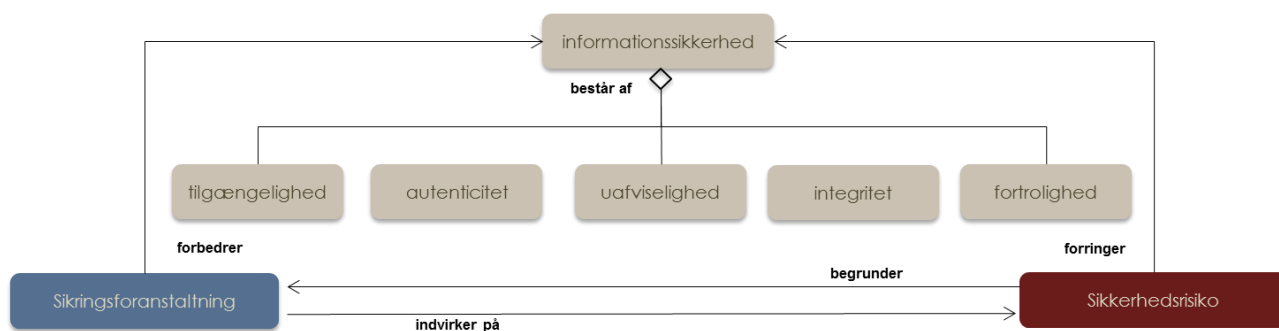 informationssikkerhed
består af
tilgængelighed
autenticitet
uafviselighed
integritet
fortrolighed
forbedrer
forringer
begrunder
Sikringsforanstaltning
Sikkerhedsrisiko
indvirker på